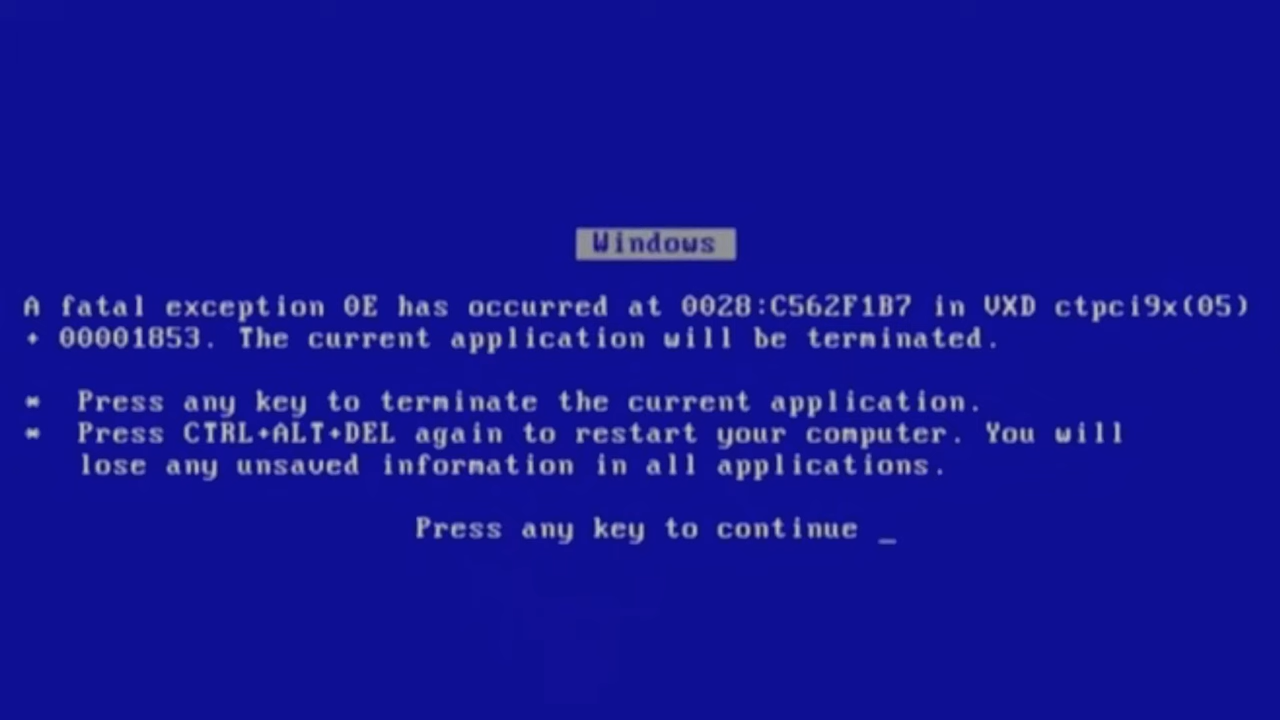 Windows
A fatal exception 0E has occurred at 0028:C562F1B7 in VXD ctpci9x(05)
+ 00001853. The current application will be terminated.
* Press any key to terminate the current application.
* Press CTRL+ALT+DEL again to restart your computer. You will
lose any unsaved information in all applications.
Press any key to continue _